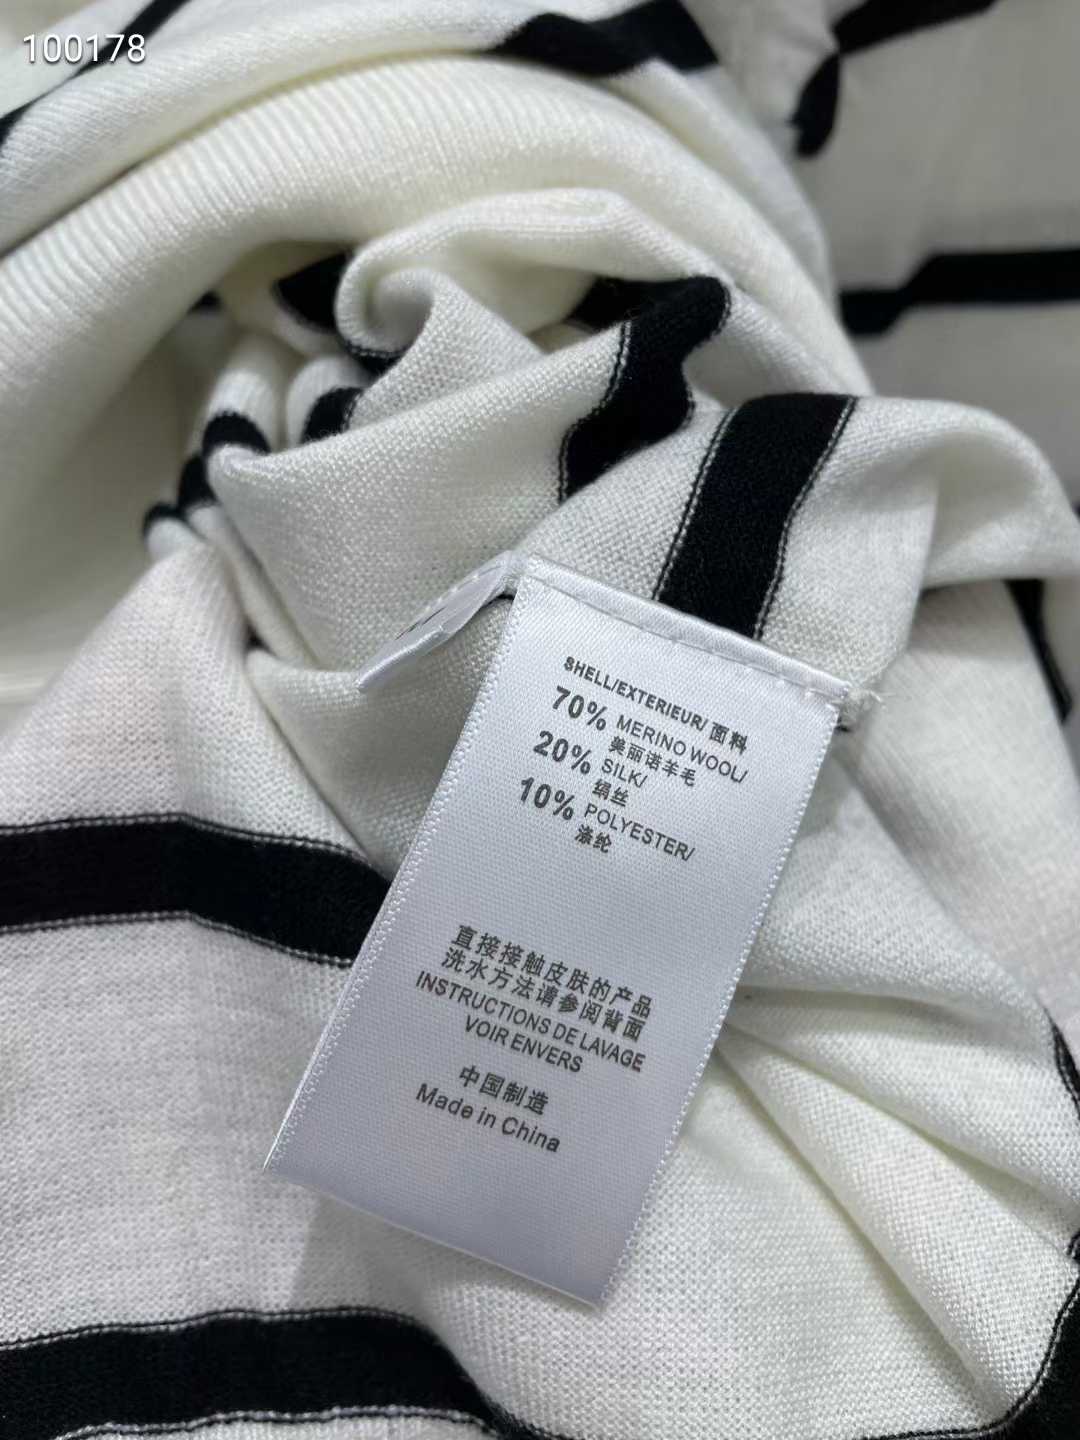 100178
SHELL/EXTERIEUR/ 面料
70% MERINO WOOL/
美丽诺羊毛
20% SILK/
绢丝
10% POLYESTER/
涤纶
直接接触皮肤的产品
洗水方法请参阅背面
INSTRUCTIONS DE LAVAGE
VOIR ENVERS
中国制造
Made in China